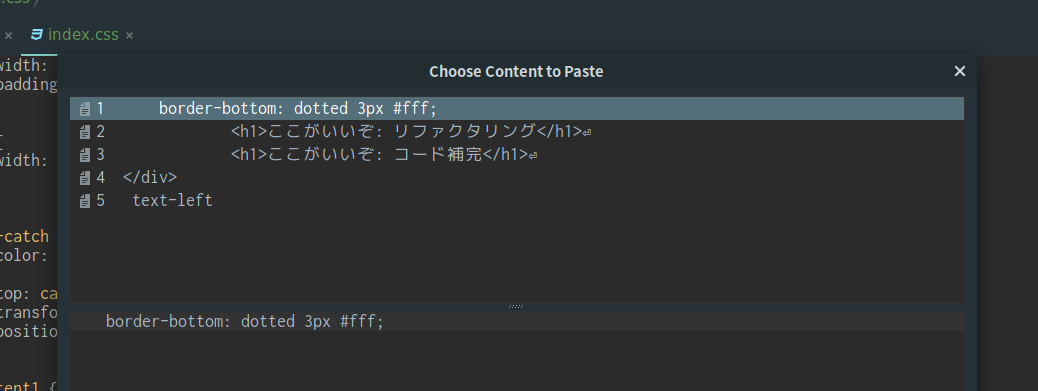 .css
× index.css ×
Choose Content to Paste ×
width:
padding
1 border-bottom: dotted 3px #fff;
2 <h1>ここがいいぞ: リファクタリング</h1>⏎
3 <h1>ここがいいぞ: コード補完</h1>⏎
width:
4 </div>
5 text-left
-catch
color:
top: ca
transfo
positio
border-bottom: dotted 3px #fff;
tent1 {